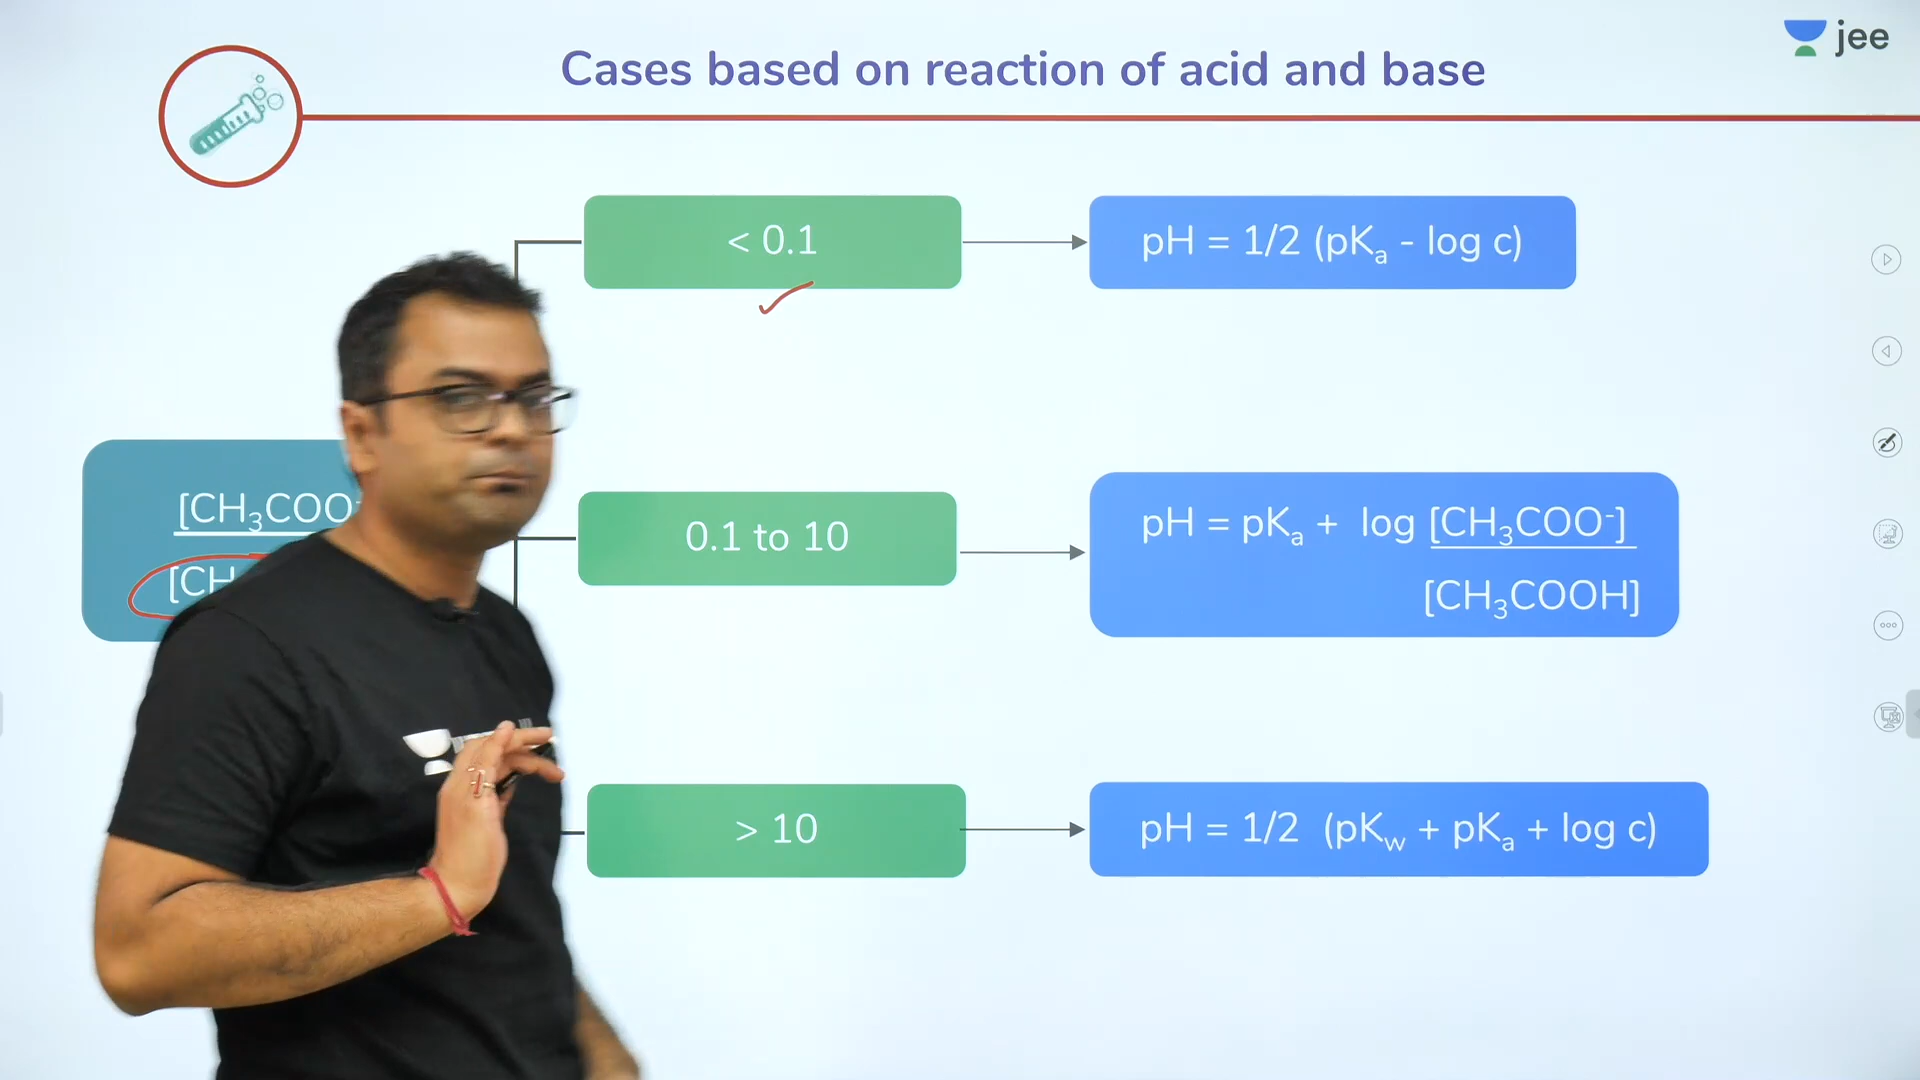 jee
Cases based on reaction of acid and base
< 0.1
pH = 1/2 (pKₐ - log c)
[CH₃COO⁻
[CH
0.1 to 10
pH = pKₐ + log [CH₃COO⁻]
[CH₃COOH]
> 10
pH = 1/2 (pK_w + pKₐ + log c)